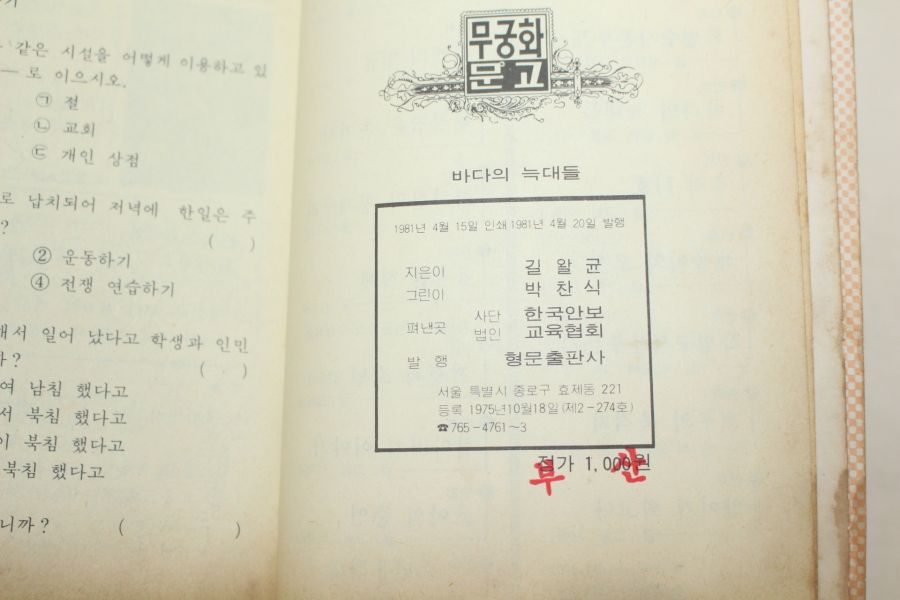 같은 시설을 어떻게 이용하고 있
—로 이으시오.
㉠ 절
㉡ 교회
㉢ 개인 상점
로 납치되어 저녁에 한일은 주
?
( )
② 운동하기
④ 전쟁 연습하기
해서 일어 났다고 학생과 인민
까?
( )
여 남침 했다고
서 북침 했다고
이 북침 했다고
북침 했다고
니까? ( )
무궁화
문고
바다의 늑대들
1981년 4월 15일 인쇄 1981년 4월 20일 발행
지은이 길 왈 균
그린이 박 찬 식
펴낸곳 사단 법인 한국안보 교육협회
발 행 형문출판사
서울 특별시 종로구 효제동 221
등록 1975년10월18일(제2-274호)
☎765-4761~3
정가 1,000원
부 산